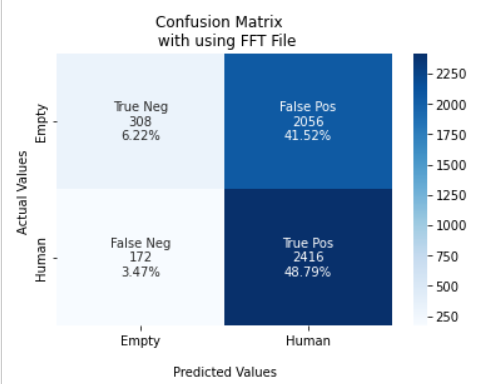 Confusion Matrix
with using FFT File
True Neg
308
6.22%
False Pos
2056
41.52%
False Neg
172
3.47%
True Pos
2416
48.79%
Actual Values
Empty
Human
Empty
Human
Predicted Values
2250
2000
1750
1500
1250
1000
750
500
250